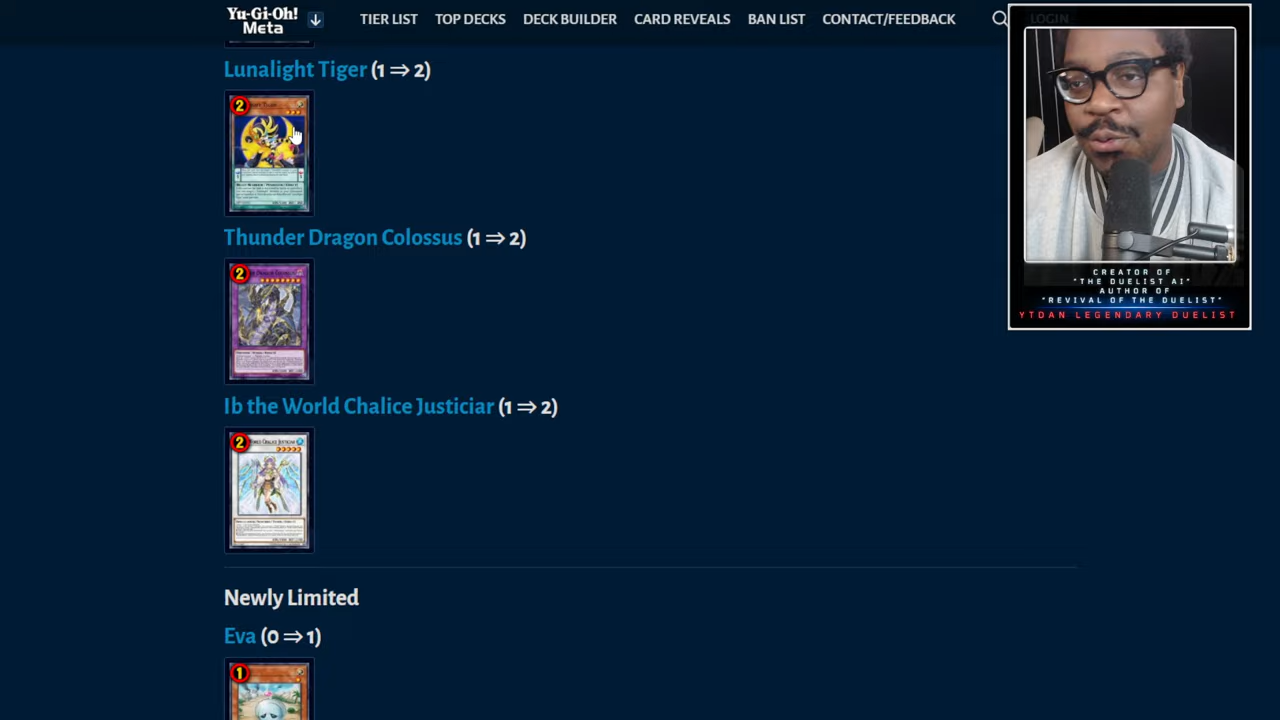 Yu-Gi-Oh!
Meta
TIER LIST
TOP DECKS
DECK BUILDER
CARD REVEALS
BAN LIST
CONTACT/FEEDBACK
LOGIN
Lunalight Tiger (1 ⇒ 2)
2
Thunder Dragon Colossus (1 ⇒ 2)
2
Ib the World Chalice Justiciar (1 ⇒ 2)
2
Newly Limited
Eva (0 ⇒ 1)
1
CREATOR OF
"THE DUELIST AI"
AUTHOR OF
"REVIVAL OF THE DUELIST"
YTDAN LEGENDARY DUELIST